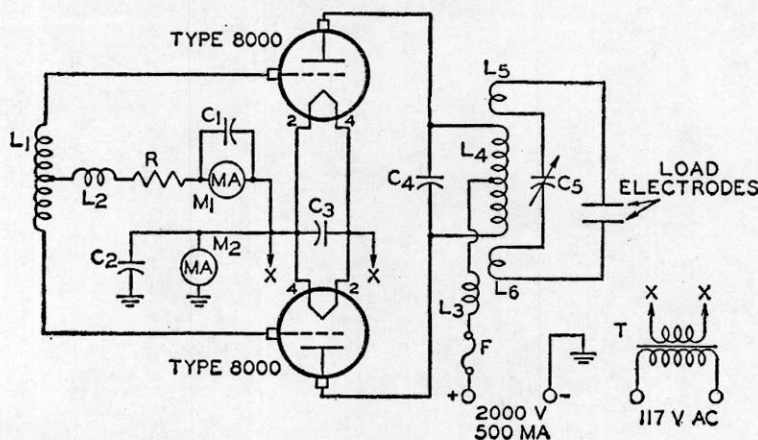 TYPE 8000
L1
L2
R
C1
MA
M1
2
4
C3
C2
M2
MA
X
X
4
2
TYPE 8000
C4
L5
L4
C5
L6
L3
F
LOAD
ELECTRODES
+
-
2000 V
500 MA
X
X
T
117 V. AC